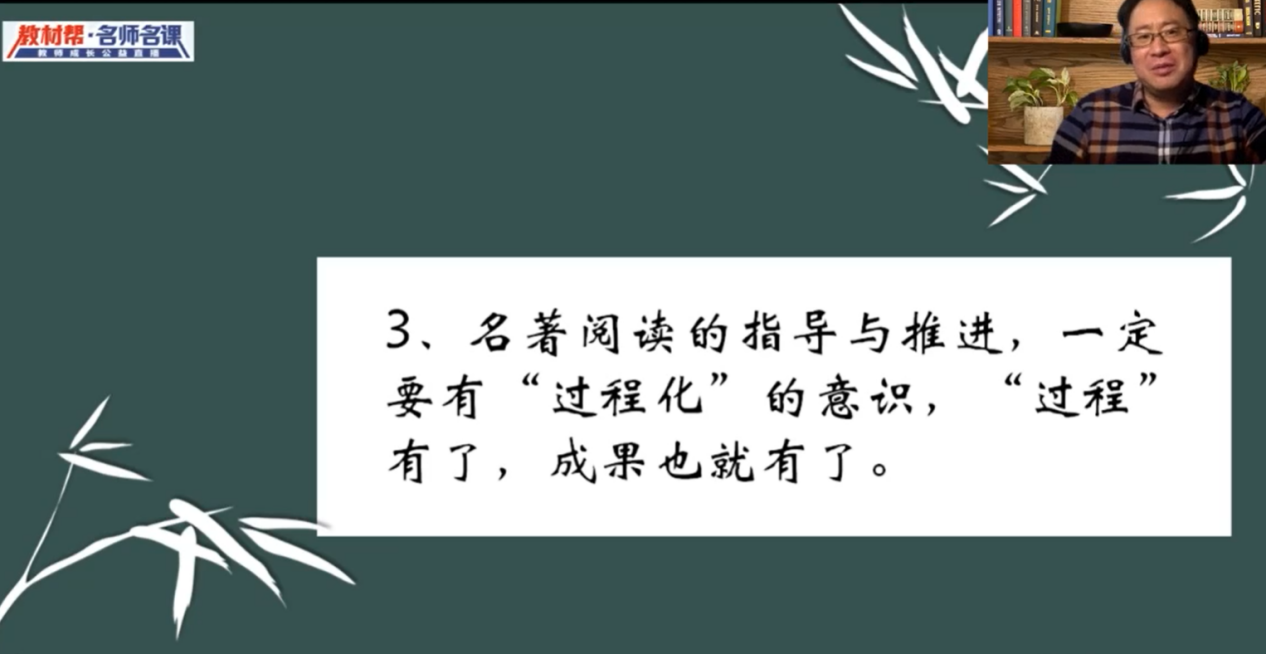 教材帮·名师名课
教师成长公益直播
3、名著阅读的指导与推进，一定
要有“过程化”的意识，“过程”
有了，成果也就有了。